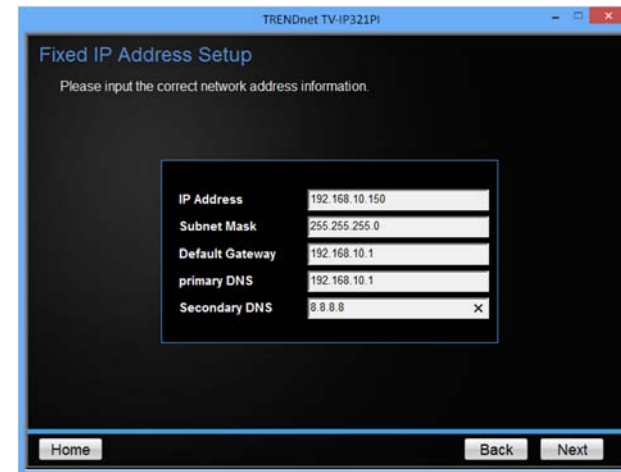 TRENDnet TV-IP321PI
Fixed IP Address Setup
Please input the correct network address information.
IP Address 192.168.10.150
Subnet Mask 255.255.255.0
Default Gateway 192.168.10.1
primary DNS 192.168.10.1
Secondary DNS 8.8.8.8
Home Back Next